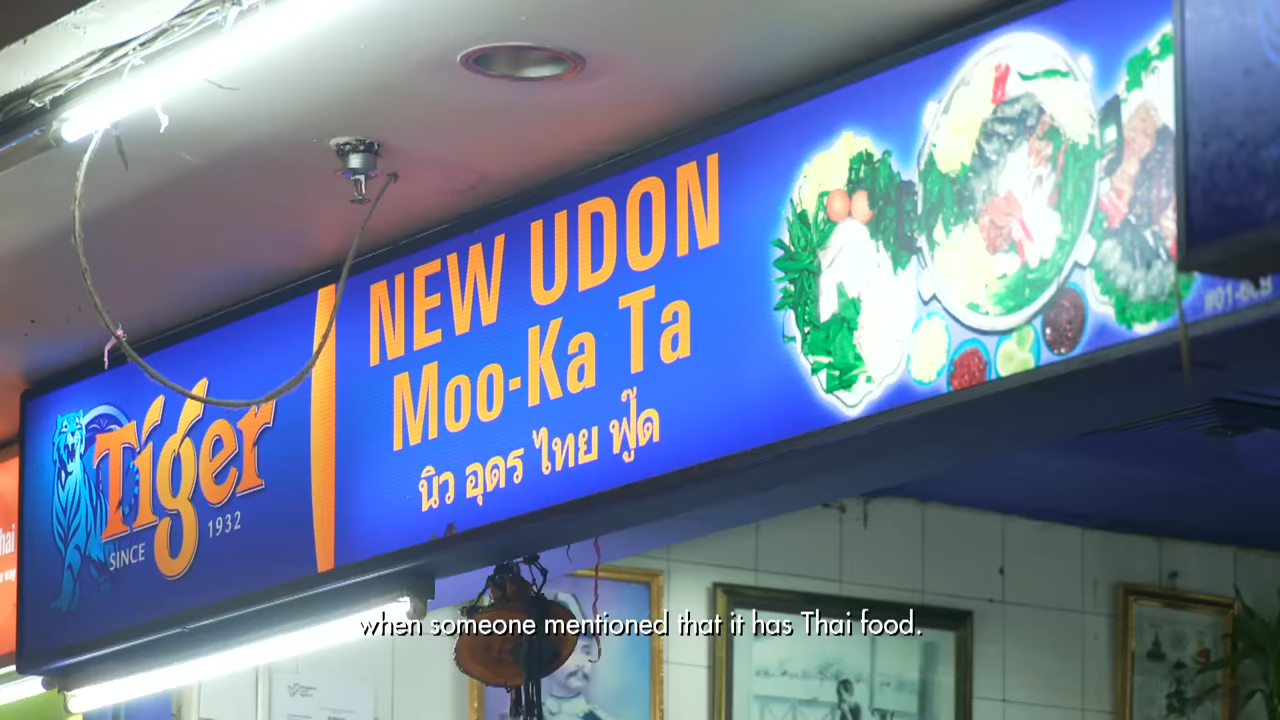 Tiger
SINCE 1932
NEW UDON
Moo-Ka Ta
นิว อุดร ไทย ฟู๊ด
when someone mentioned that it has Thai food.